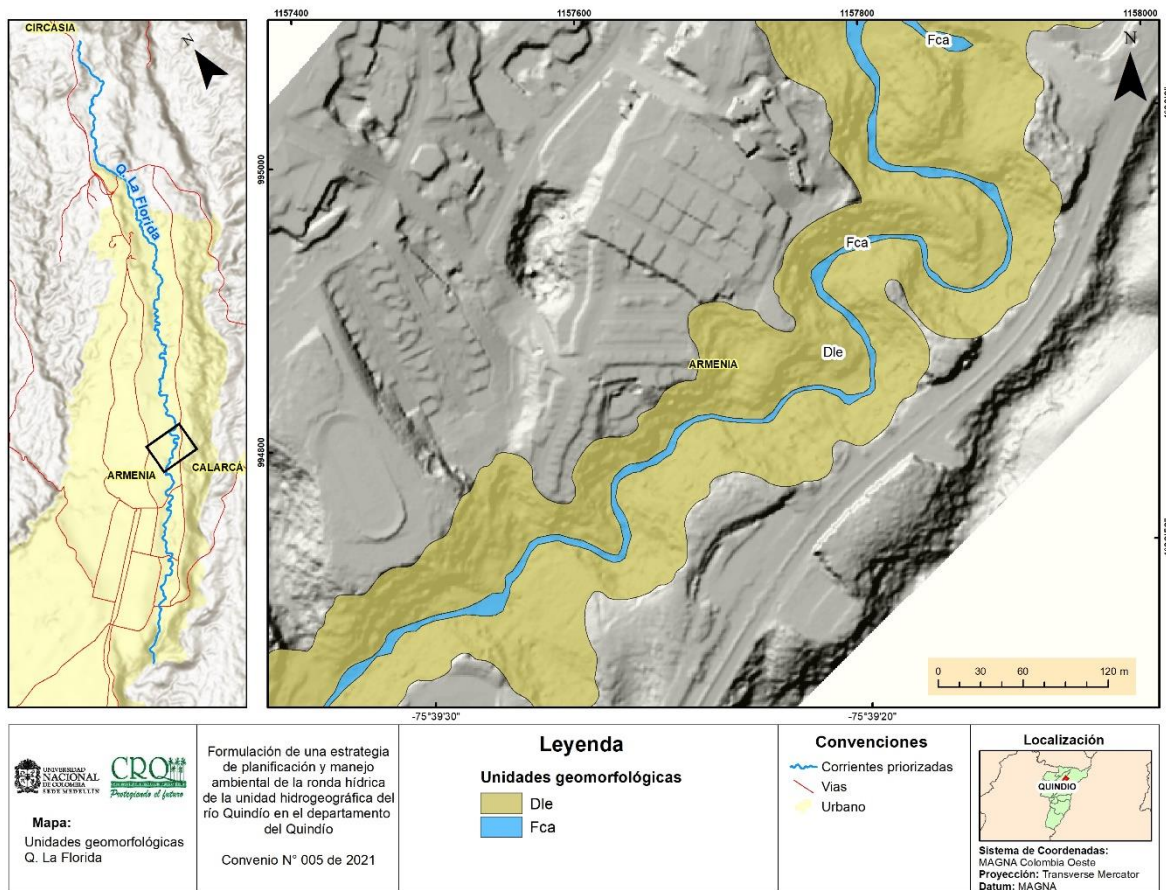 CIRCASIA
N
Q. La Florida
ARMENIA
CALARCÁ
1157400
1157600
1157800
1158000
995000
994800
N
Fca
Fca
Dle
ARMENIA
0 30 60 120 m
-75°39'30"
-75°39'20"
UNIVERSIDAD
NACIONAL
DE COLOMBIA
SEDE MEDELLÍN
CRQ
Protegiendo el futuro
Mapa:
Unidades geomorfológicas
Q. La Florida
Formulación de una estrategia
de planificación y manejo
ambiental de la ronda hídrica
de la unidad hidrogeográfica del
río Quindío en el departamento
del Quindío
Convenio N° 005 de 2021
Leyenda
Unidades geomorfológicas
Dle
Fca
Convenciones
Corrientes priorizadas
Vias
Urbano
Localización
QUINDIO
Sistema de Coordenadas:
MAGNA Colombia Oeste
Proyección: Transverse Mercator
Datum: MAGNA